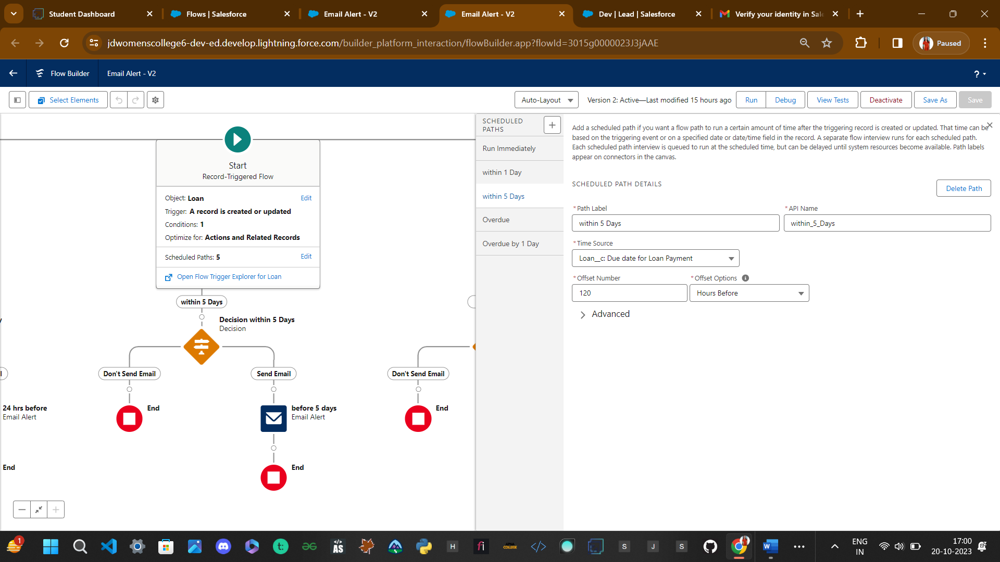 Student Dashboard
Flows | Salesforce
Email Alert - V2
Email Alert - V2
Dev | Lead | Salesforce
Verify your identity in Sale
jdwomenscollege6-dev-ed.develop.lightning.force.com/builder_platform_interaction/flowBuilder.app?flowId=3015g0000023J3jAAE
Paused
Flow Builder
Email Alert - V2
?
Select Elements
Auto-Layout
Version 2: Active—Last modified 15 hours ago
Run
Debug
View Tests
Deactivate
Save As
Save
Start
Record-Triggered Flow
Object: Loan
Edit
Trigger: A record is created or updated
Conditions: 1
Optimize for: Actions and Related Records
Scheduled Paths: 5
Edit
Open Flow Trigger Explorer for Loan
within 5 Days
Decision within 5 Days
Decision
Don't Send Email
Send Email
Don't Send Email
24 hrs before
Email Alert
End
before 5 days
Email Alert
End
End
End
SCHEDULED
PATHS
Run Immediately
within 1 Day
within 5 Days
Overdue
Overdue by 1 Day
Add a scheduled path if you want a flow path to run a certain amount of time after the triggering record is created or updated. That time can be
based on the triggering event or on a specified date or date/time field in the record. A separate flow interview runs for each scheduled path.
Each scheduled path interview is queued to run at the scheduled time, but can be delayed until system resources become available. Path labels
appear on connectors in the canvas.
SCHEDULED PATH DETAILS
Delete Path
*Path Label
*API Name
within 5 Days
within_5_Days
*Time Source
Loan__c: Due date for Loan Payment
*Offset Number
*Offset Options
120
Hours Before
Advanced
1
t:
</>
AS
H
fi
APNA
COLLEGE
</>
S
J
S
W
ENG
IN
17:00
20-10-2023